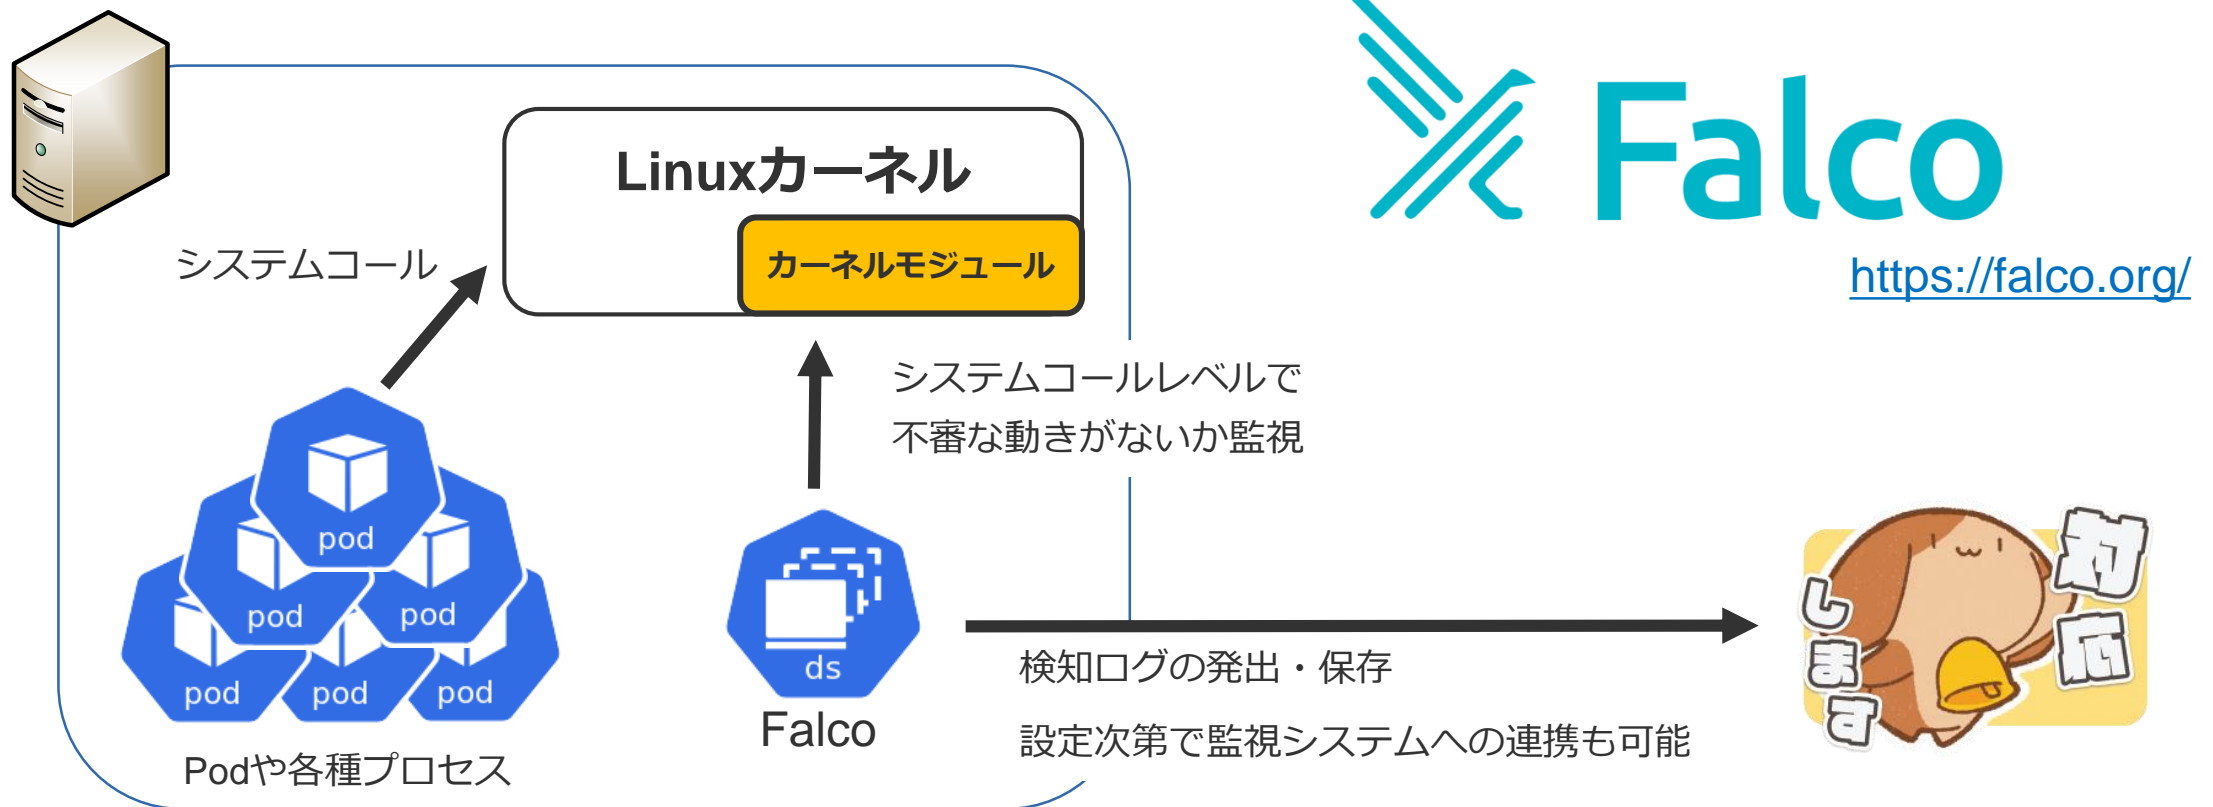 Linuxカーネル
カーネルモジュール
システムコール
Falco
https://falco.org/
システムコールレベルで
不審な動きがないか監視
pod
pod
pod
pod
pod
pod
Podや各種プロセス
ds
Falco
検知ログの発出・保存
設定次第で監視システムへの連携も可能
対応
します